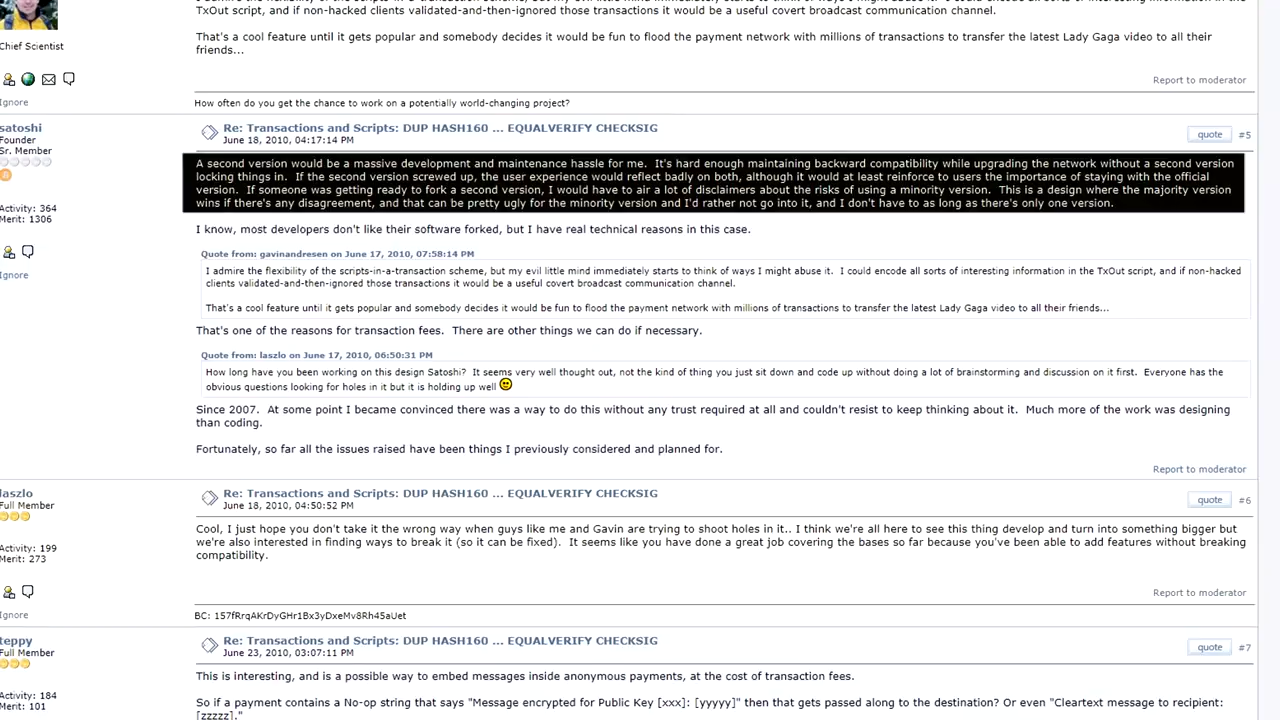 TxOut script, and if non-hacked clients validated-and-then-ignored those transactions it would be a useful covert broadcast communication channel.
That's a cool feature until it gets popular and somebody decides it would be fun to flood the payment network with millions of transactions to transfer the latest Lady Gaga video to all their
friends...
Chief Scientist
Report to moderator
Ignore
How often do you get the chance to work on a potentially world-changing project?
satoshi
Founder
Sr. Member
Activity: 364
Merit: 1306
Ignore
Re: Transactions and Scripts: DUP HASH160 ... EQUALVERIFY CHECKSIG
June 18, 2010, 04:17:14 PM
quote #5
A second version would be a massive development and maintenance hassle for me. It's hard enough maintaining backward compatibility while upgrading the network without a second version
locking things in. If the second version screwed up, the user experience would reflect badly on both, although it would at least reinforce to users the importance of staying with the official
version. If someone was getting ready to fork a second version, I would have to air a lot of disclaimers about the risks of using a minority version. This is a design where the majority version
wins if there's any disagreement, and that can be pretty ugly for the minority version and I'd rather not go into it, and I don't have to as long as there's only one version.
I know, most developers don't like their software forked, but I have real technical reasons in this case.
Quote from: gavinandresen on June 17, 2010, 07:58:14 PM
I admire the flexibility of the scripts-in-a-transaction scheme, but my evil little mind immediately starts to think of ways I might abuse it. I could encode all sorts of interesting information in the TxOut script, and if non-hacked
clients validated-and-then-ignored those transactions it would be a useful covert broadcast communication channel.
That's a cool feature until it gets popular and somebody decides it would be fun to flood the payment network with millions of transactions to transfer the latest Lady Gaga video to all their friends...
That's one of the reasons for transaction fees. There are other things we can do if necessary.
Quote from: laszlo on June 17, 2010, 06:50:31 PM
How long have you been working on this design Satoshi? It seems very well thought out, not the kind of thing you just sit down and code up without doing a lot of brainstorming and discussion on it first. Everyone has the
obvious questions looking for holes in it but it is holding up well
Since 2007. At some point I became convinced there was a way to do this without any trust required at all and couldn't resist to keep thinking about it. Much more of the work was designing
than coding.
Fortunately, so far all the issues raised have been things I previously considered and planned for.
Report to moderator
laszlo
Full Member
Activity: 199
Merit: 273
Ignore
Re: Transactions and Scripts: DUP HASH160 ... EQUALVERIFY CHECKSIG
June 18, 2010, 04:50:52 PM
quote #6
Cool, I just hope you don't take it the wrong way when guys like me and Gavin are trying to shoot holes in it.. I think we're all here to see this thing develop and turn into something bigger but
we're also interested in finding ways to break it (so it can be fixed). It seems like you have done a great job covering the bases so far because you've been able to add features without breaking
compatibility.
Report to moderator
BC: 157fRrqAKrDyGHr1Bx3yDxeMv8Rh45aUet
teppy
Full Member
Activity: 184
Merit: 101
Re: Transactions and Scripts: DUP HASH160 ... EQUALVERIFY CHECKSIG
June 23, 2010, 03:07:11 PM
quote #7
This is interesting, and is a possible way to embed messages inside anonymous payments, at the cost of transaction fees.
So if a payment contains a No-op string that says "Message encrypted for Public Key [xxx]: [yyyyy]" then that gets passed along to the destination? Or even "Cleartext message to recipient:
[zzzzz]."